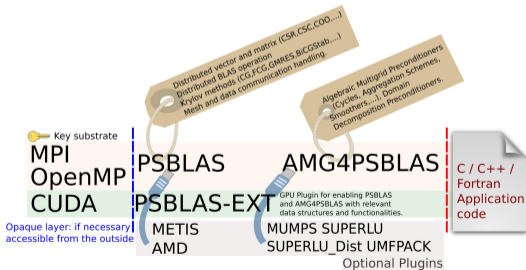 Distributed vector and matrix (CSR,CSC,COO,...)
Distributed BLAS operation
Krylov methods (CG,FCG,GMRES,BiCGStab,...)
Mesh and data communication handling.
Algebraic Multigrid Preconditioners
(Cycles, Aggregation Schemes,
Smoothers,...), Domain
Decomposition Preconditioners.
Key substrate
MPI
OpenMP
CUDA
PSBLAS
AMG4PSBLAS
PSBLAS-EXT
GPU Plugin for enabling PSBLAS
and AMG4PSBLAS with relevant
data structures and functionalities.
C / C++ /
Fortran
Application
code
Opaque layer: if necessary
accessible from the outside
METIS
AMD
MUMPS SUPERLU
SUPERLU_Dist UMFPACK
Optional Plugins